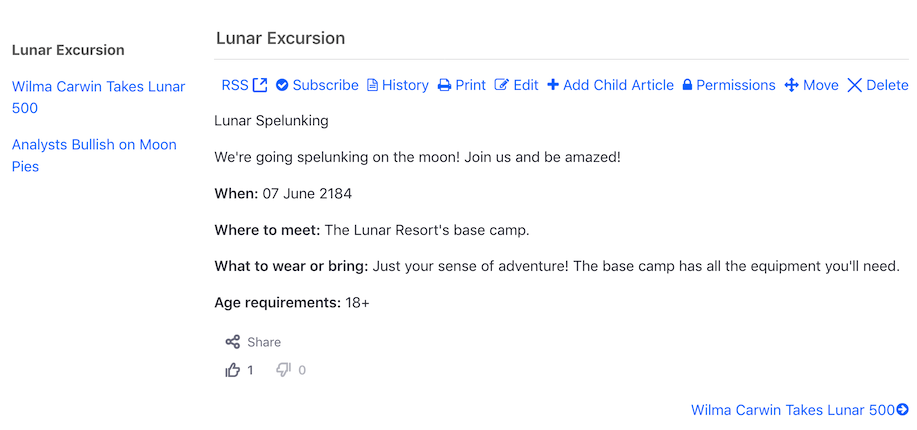 Lunar Excursion
Wilma Carwin Takes Lunar
500
Analysts Bullish on Moon
Pies
Lunar Excursion
RSS Subscribe History Print Edit Add Child Article Permissions Move Delete
Lunar Spelunking
We're going spelunking on the moon! Join us and be amazed!
When: 07 June 2184
Where to meet: The Lunar Resort's base camp.
What to wear or bring: Just your sense of adventure! The base camp has all the equipment you'll need.
Age requirements: 18+
Share
1 0
Wilma Carwin Takes Lunar 500